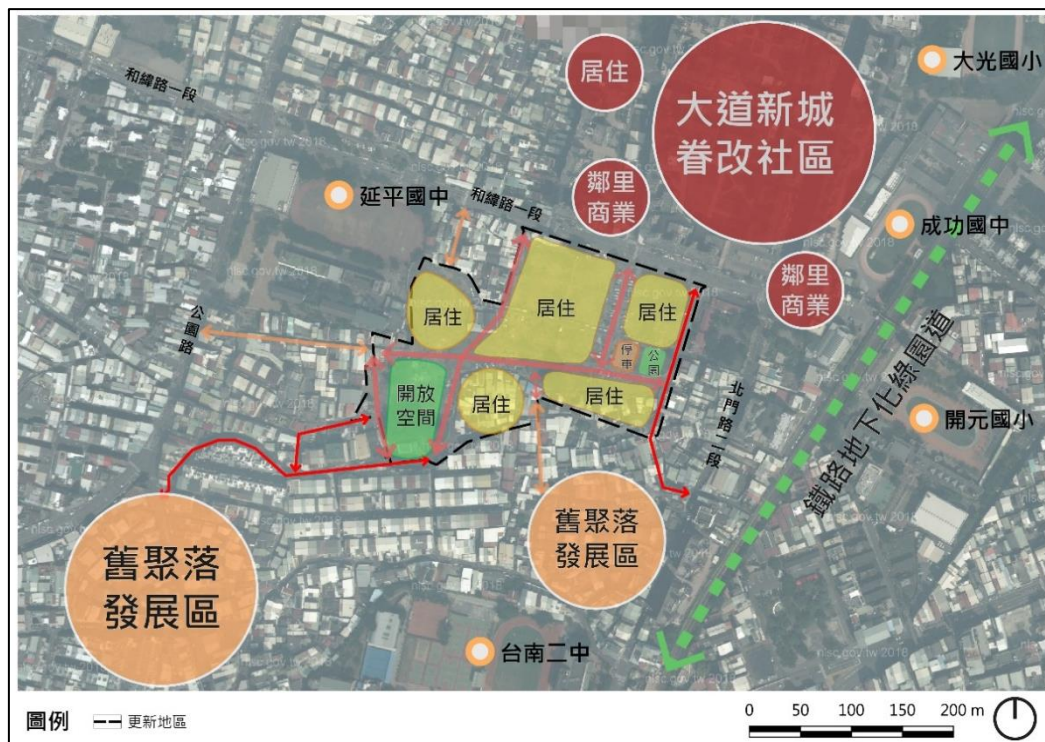 居住
大道新城
眷改社區
大光國小
和緯路一段
延平國中
和緯路一段
鄰里
商業
成功國中
鄰里
商業
公園路
居住
居住
居住
停車
公園
開放
空間
居住
居住
北門路二段
鐵路地下化綠園道
開元國小
舊聚落
發展區
舊聚落
發展區
台南二中
nlsc.gov.tw 2018
圖例
更新地區
0 50 100 150 200 m